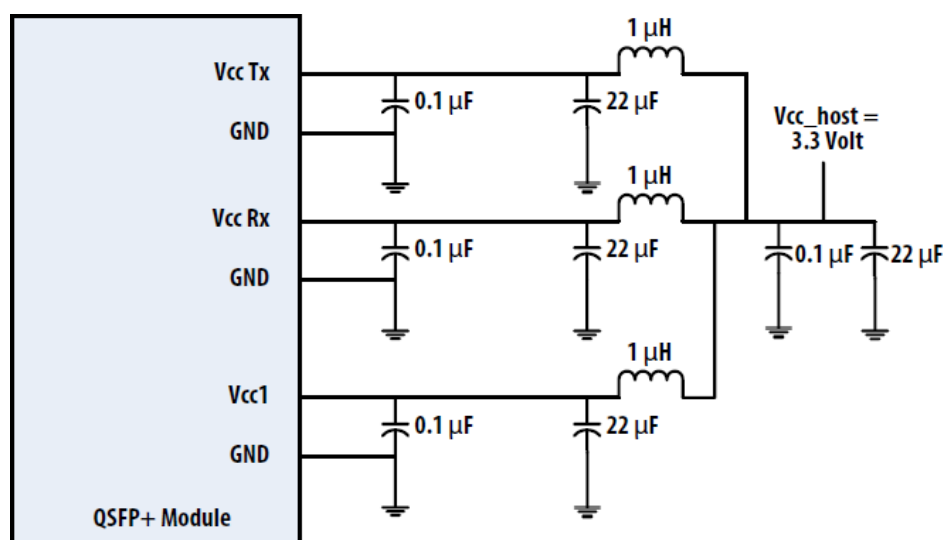 1 µH
Vcc Tx
0.1 µF
22 µF
GND
Vcc_host =
3.3 Volt
1 µH
Vcc Rx
0.1 µF
22 µF
0.1 µF
22 µF
GND
1 µH
Vcc1
0.1 µF
22 µF
GND
QSFP+ Module